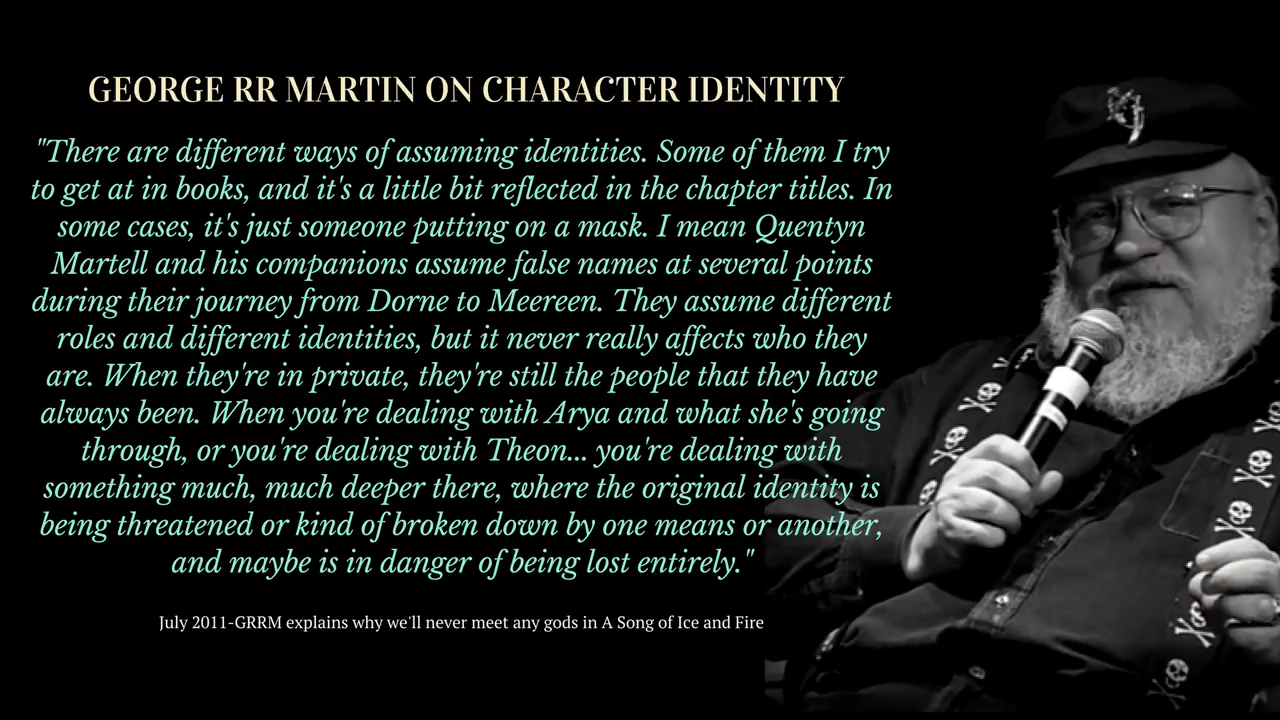 GEORGE RR MARTIN ON CHARACTER IDENTITY
"There are different ways of assuming identities. Some of them I try
to get at in books, and it's a little bit reflected in the chapter titles. In
some cases, it's just someone putting on a mask. I mean Quentyn
Martell and his companions assume false names at several points
during their journey from Dorne to Meereen. They assume different
roles and different identities, but it never really affects who they
are. When they're in private, they're still the people that they have
always been. When you're dealing with Arya and what she's going
through, or you're dealing with Theon... you're dealing with
something much, much deeper there, where the original identity is
being threatened or kind of broken down by one means or another,
and maybe is in danger of being lost entirely."
July 2011-GRRM explains why we'll never meet any gods in A Song of Ice and Fire